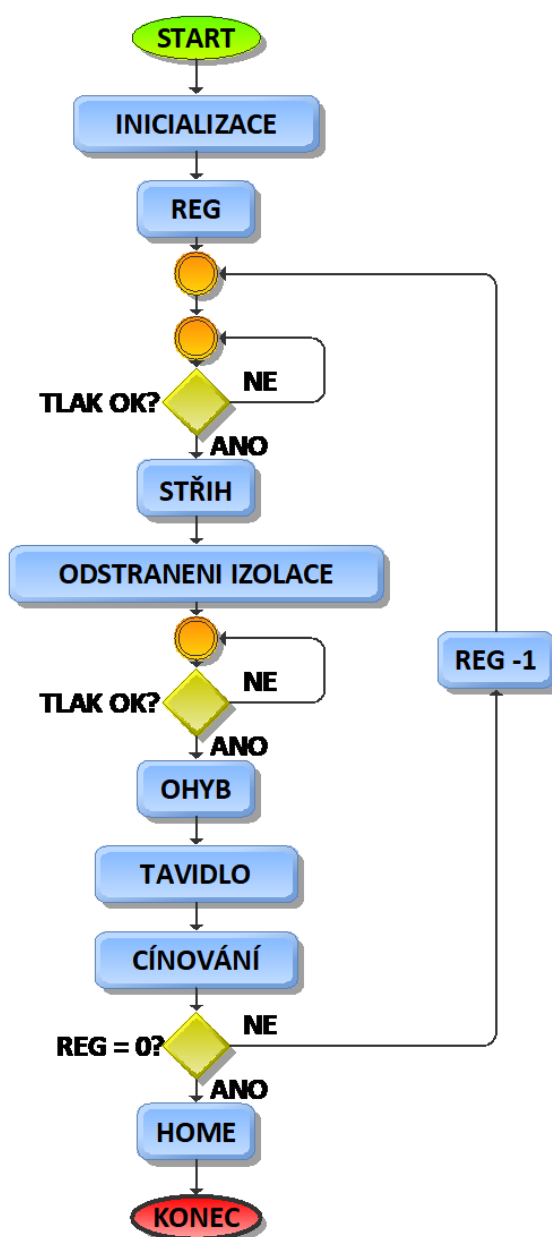 START
INICIALIZACE
REG
NE
TLAK OK?
ANO
STŘIH
ODSTRANENI IZOLACE
REG -1
NE
TLAK OK?
ANO
OHYB
TAVIDLO
CÍNOVÁNÍ
NE
REG = 0?
ANO
HOME
KONEC